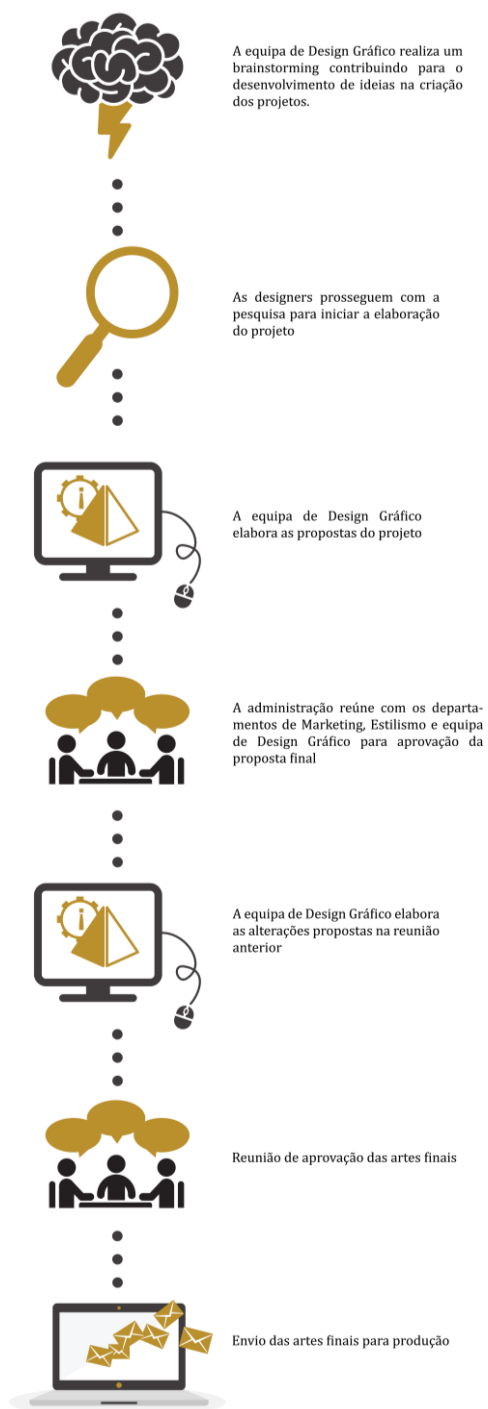 A equipa de Design Gráfico realiza um
brainstorming contribuindo para o
desenvolvimento de ideias na criação
dos projetos.
As designers prosseguem com a
pesquisa para iniciar a elaboração
do projeto
A equipa de Design Gráfico
elabora as propostas do projeto
A administração reúne com os departa-
mentos de Marketing, Estilismo e equipa
de Design Gráfico para aprovação da
proposta final
A equipa de Design Gráfico elabora
as alterações propostas na reunião
anterior
Reunião de aprovação das artes finais
Envio das artes finais para produção